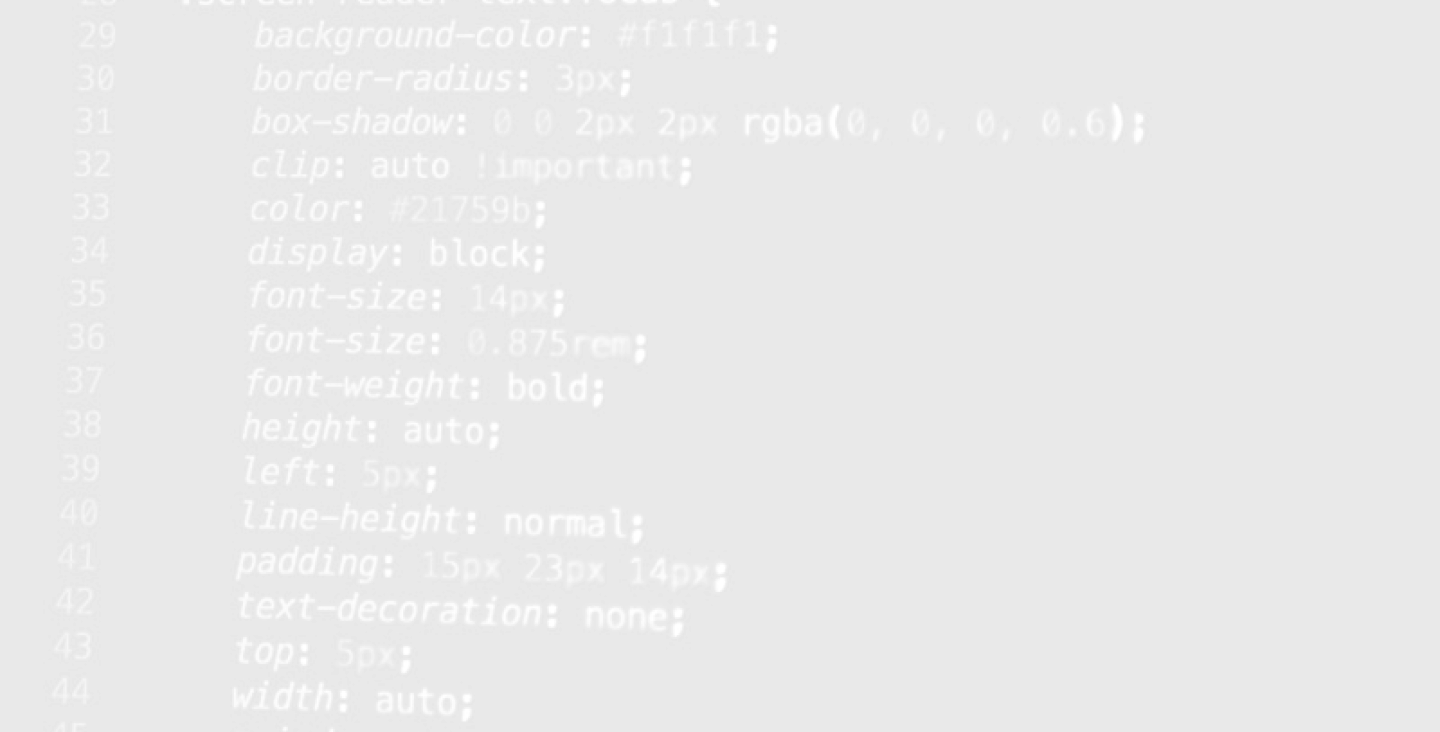 29 background-color: #f1f1f1;
30 border-radius: 3px;
31 box-shadow: 0 0 2px 2px rgba(0, 0, 0, 0.6);
32 clip: auto !important;
33 color: #21759b;
34 display: block;
35 font-size: 14px;
36 font-size: 0.875rem;
37 font-weight: bold;
38 height: auto;
39 left: 5px;
40 line-height: normal;
41 padding: 15px 23px 14px;
42 text-decoration: none;
43 top: 5px;
44 width: auto;